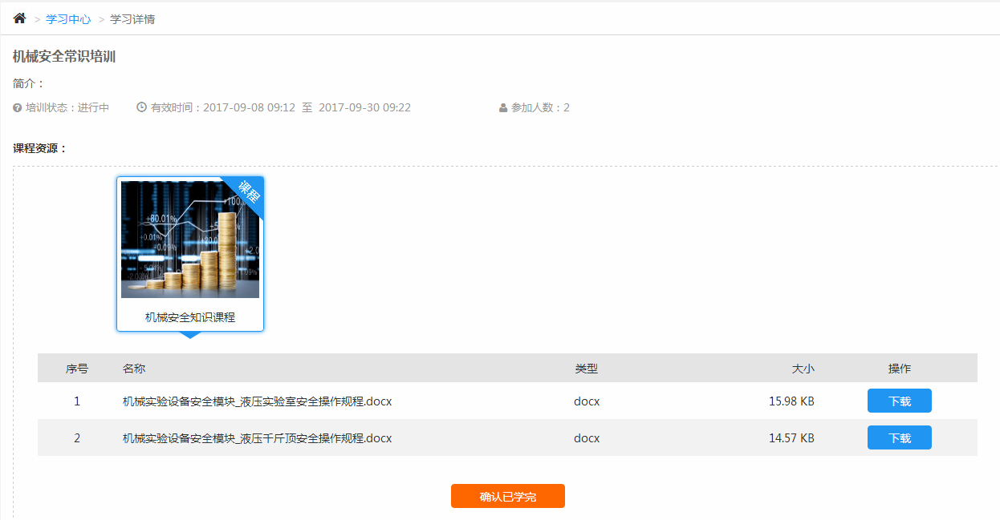 > 学习中心 > 学习详情
机械安全常识培训
简介：
培训状态：进行中 有效时间：2017-09-08 09:12 至 2017-09-30 09:22 参加人数：2
课程资源：
课程
+100.
+80.01%
+0.01%
+20.0
机械安全知识课程
序号 名称 类型 大小 操作
1 机械实验设备安全模块_液压实验室安全操作规程.docx docx 15.98 KB 下载
2 机械实验设备安全模块_液压千斤顶安全操作规程.docx docx 14.57 KB 下载
确认已学完